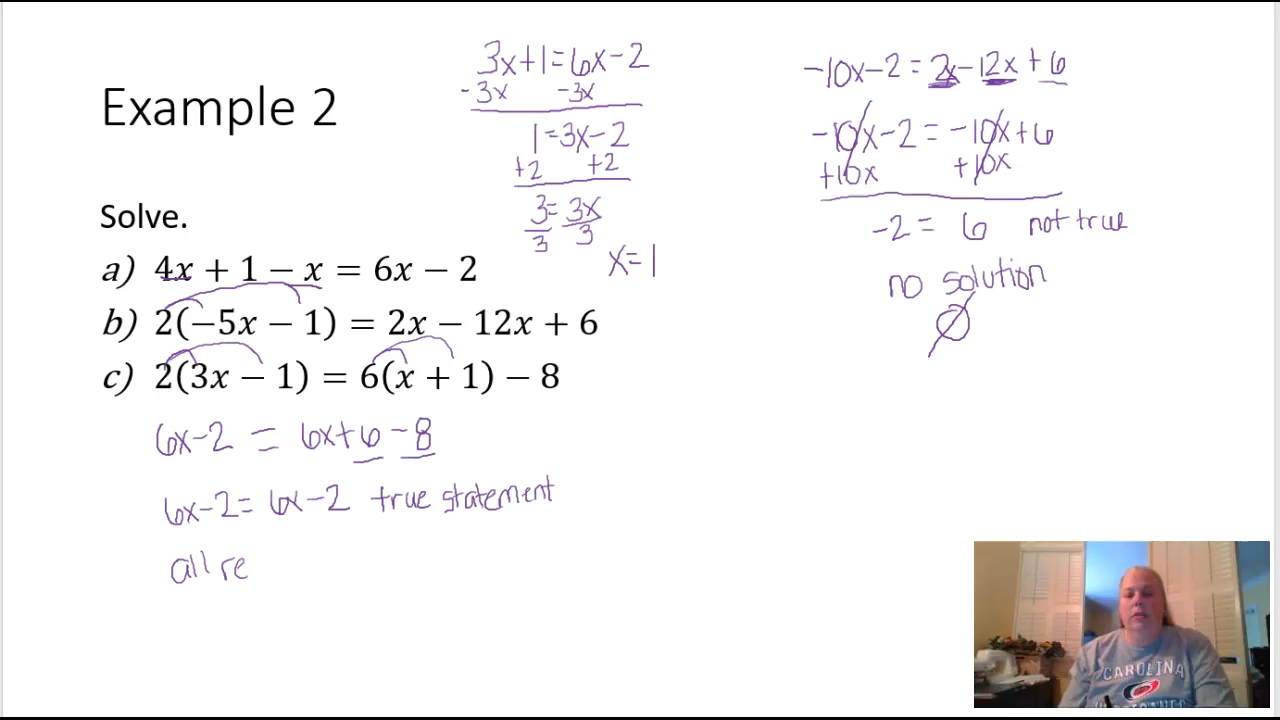 Example 2
Solve.
a) 4x + 1 − x = 6x − 2
b) 2(−5x − 1) = 2x − 12x + 6
c) 2(3x − 1) = 6(x + 1) − 8
6x−2 = 6x+6−8
6x−2 = 6x−2 true statement
all re
3x+1=6x−2
−3x −3x
1=3x−2
+2 +2
3=3x
3 3
x=1
−10x−2 = 2x−12x+6
−10x−2 = −10x+6
+10x +10x
−2 = 6 not true
no solution
∅
CAROLINA